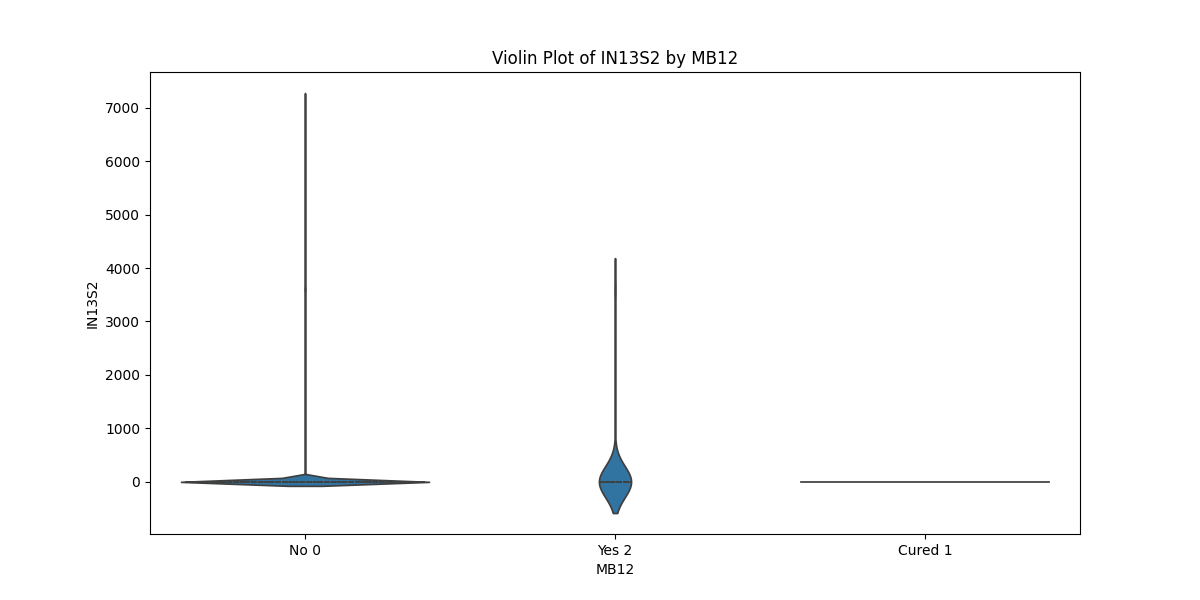 Violin Plot of IN13S2 by MB12
7000
6000
5000
4000
3000
2000
1000
0
IN13S2
No 0
Yes 2
Cured 1
MB12